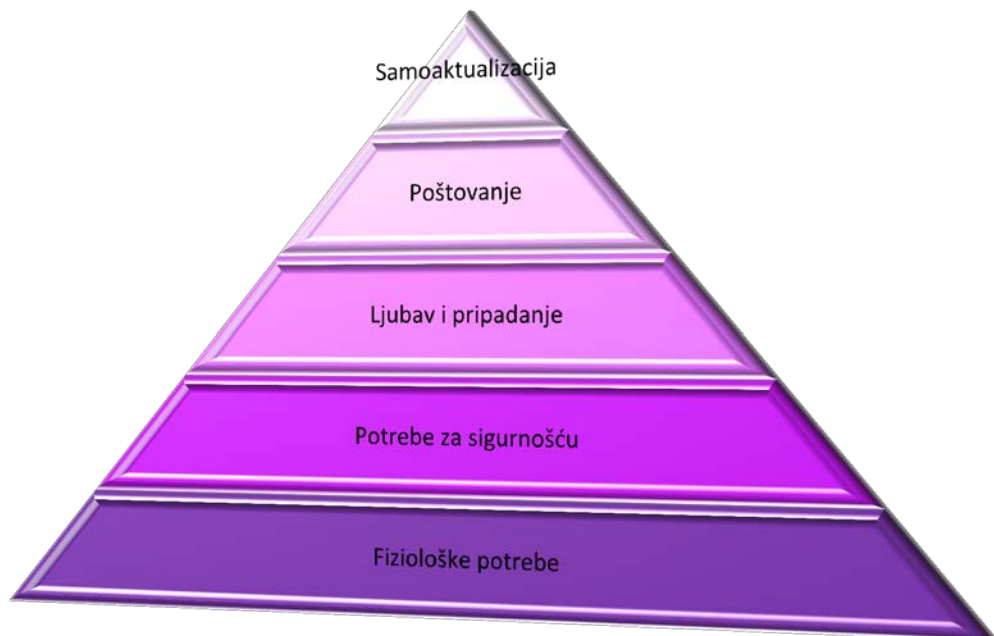 Samoaktualizacija
Poštovanje
Ljubav i pripadanje
Potrebe za sigurnošću
Fiziološke potrebe